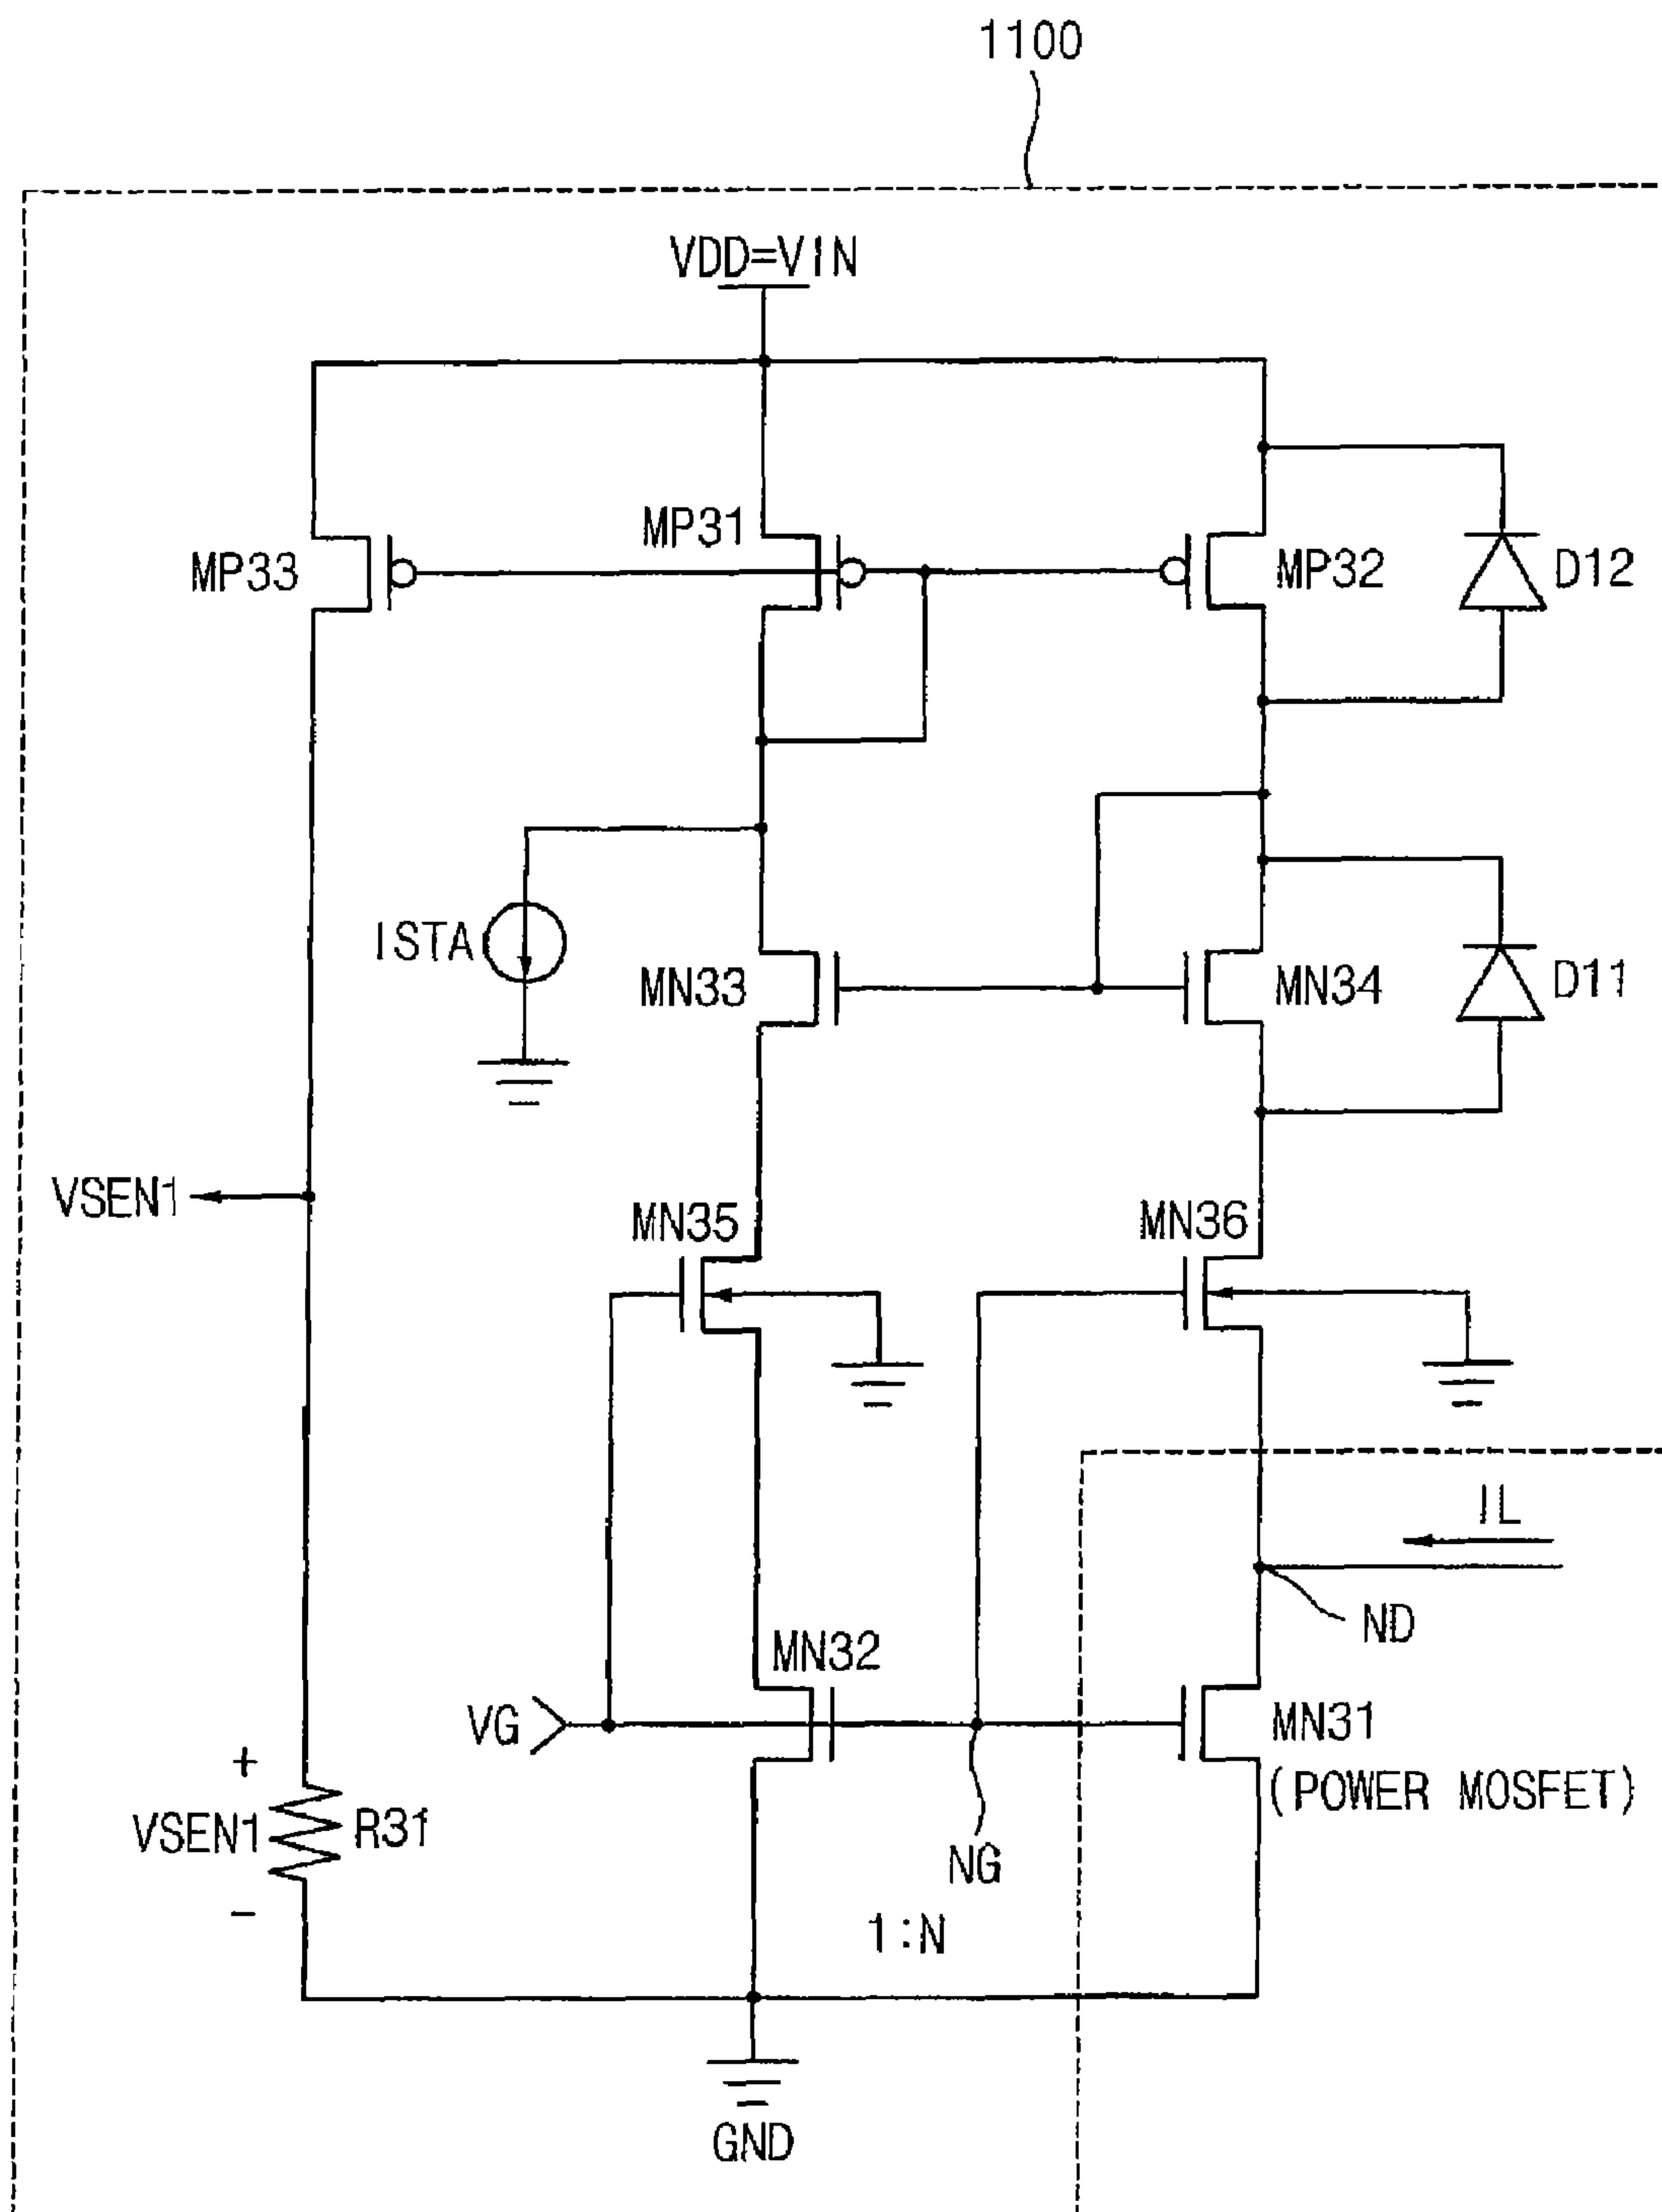 1100
VDD=VIN
MP33
MP31
MP32
D12
ISTA
MN33
MN34
D11
VSEN1
MN35
MN36
IL
ND
MN32
VG
MN31
(POWER MOSFET)
+
VSEN1
R31
-
NG
1:N
GND